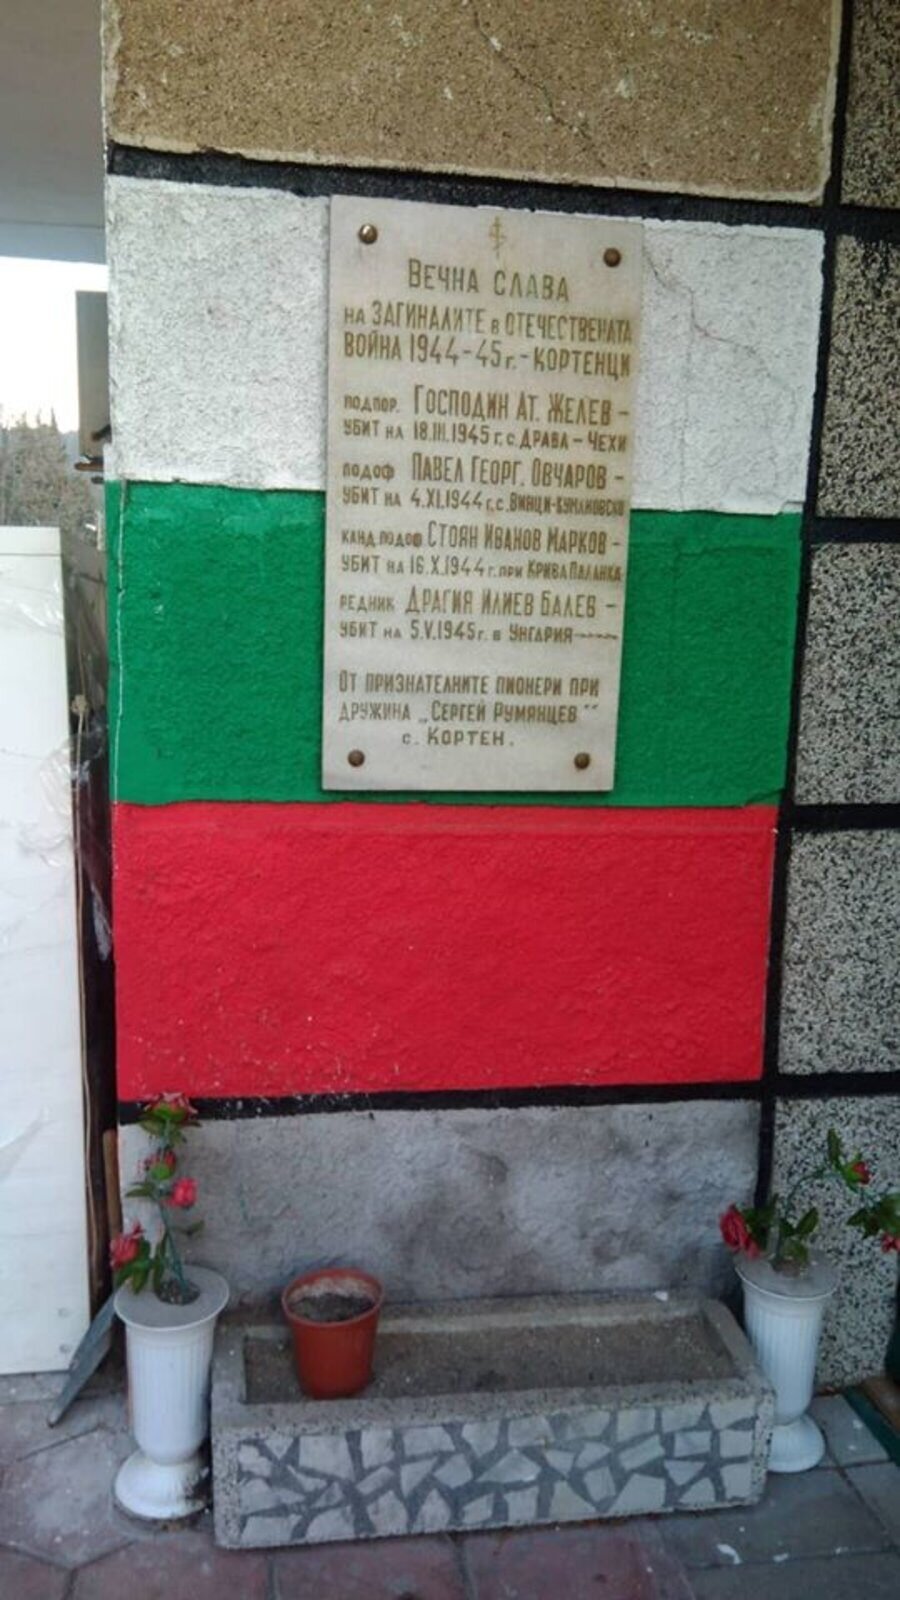 Вечна слава
на загиналите в Отечествената
война 1944-45 г. - кортенци
подпор. Господин Ат. Желев -
убит на 18.III.1945 г. с. Драва - Чехи
подоф Павел Георг. Овчаров -
убит на 4.XI.1944 г. с. Винци-Кумановско
канд. подоф Стоян Иванов Марков -
убит на 16.X.1944 г. при Крива Паланка
редник Драгия Илиев Балев -
убит на 5.V.1945 г. в Унгария
От признателните пионери при
дружина „Сергей Румянцев"
с. Кортен.